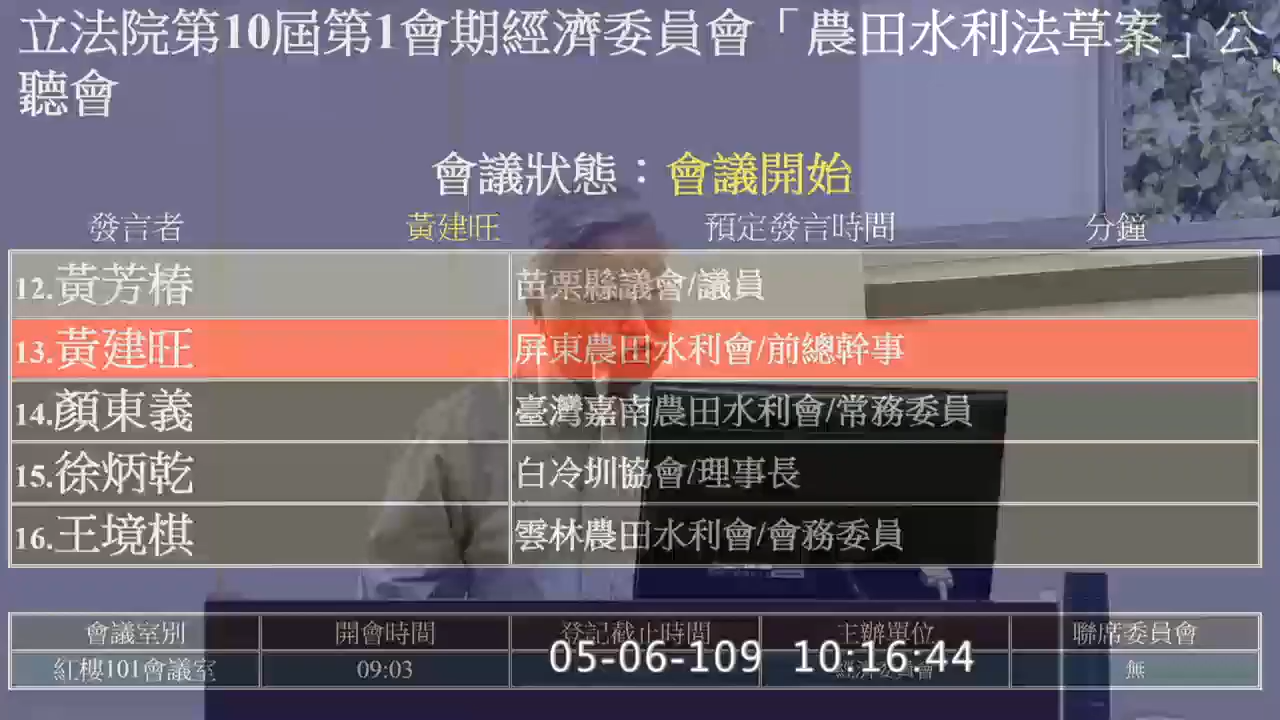 立法院第10屆第1會期經濟委員會「農田水利法草案」公
聽會
會議狀態：會議開始
發言者 黃建旺 預定發言時間 分鐘
12.黃芳椿 苗栗縣議會/議員
13.黃建旺 屏東農田水利會/前總幹事
14.顏東義 臺灣嘉南農田水利會/常務委員
15.徐炳乾 白冷圳協會/理事長
16.王境棋 雲林農田水利會/會務委員
會議室別 開會時間 登記截止時間 主辦單位 聯席委員會
紅樓101會議室 09:03 經濟委員會 無
05-06-109 10:16:44